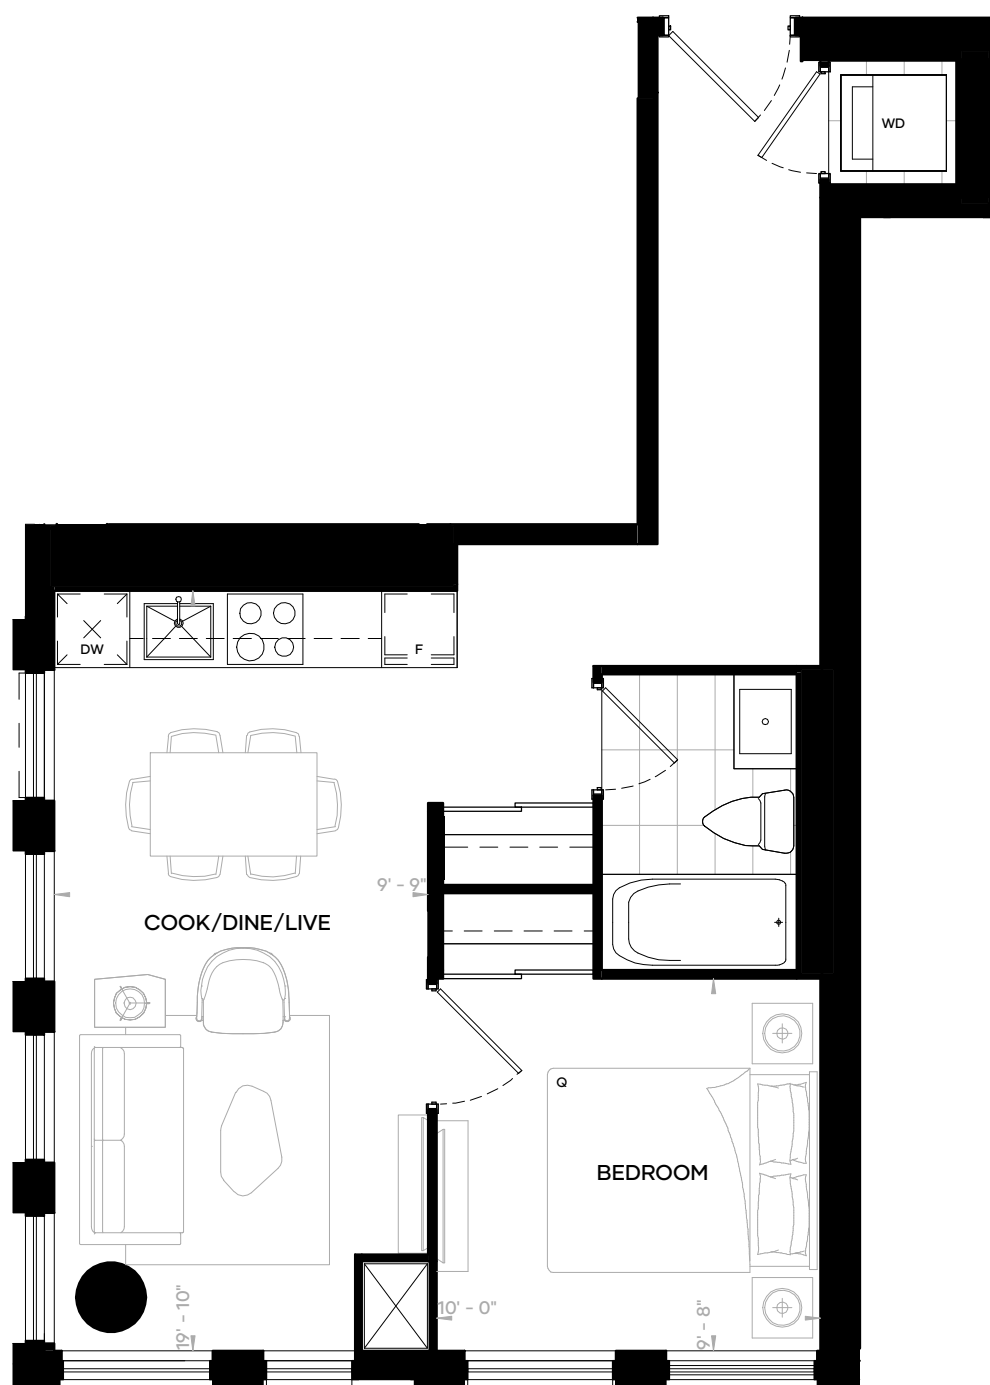 WD
DW
F
9' - 9"
COOK/DINE/LIVE
Q
BEDROOM
19' - 10"
10' - 0"
9' - 8"